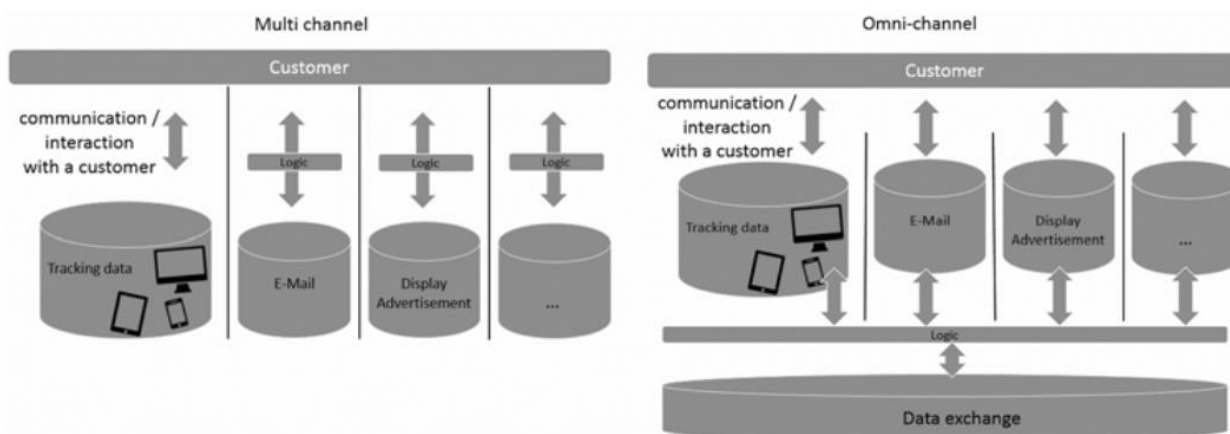 Multi channel
Customer
communication /
interaction
with a customer
Logic
Logic
Logic
Tracking data
E-Mail
Display
Advertisement
...
Omni-channel
Customer
communication /
interaction
with a customer
Tracking data
E-Mail
Display
Advertisement
...
Logic
Data exchange